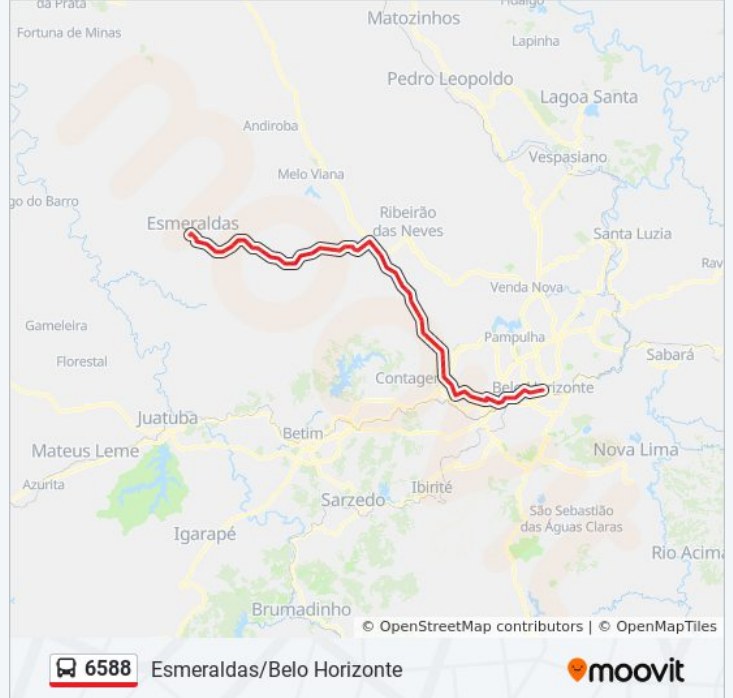 da Prata
Hidalgo
Matozinhos
Fortuna de Minas
Lapinha
Pedro Leopoldo
Lagoa Santa
Andiroba
Vespasiano
Melo Viana
go do Barro
Ribeirão
das Neves
Esmeraldas
Santa Luzia
Rav
Venda Nova
Gameleira
Pampulha
Sabará
Florestal
Contagem
Belo Horizonte
Juatuba
Betim
Mateus Leme
Nova Lima
Azurita
Ibirité
Sarzedo
São Sebastião
das Águas Claras
Igarapé
Rio Acima
Brumadinho
© OpenStreetMap contributors | © OpenMapTiles
6588 Esmeraldas/Belo Horizonte
moovit